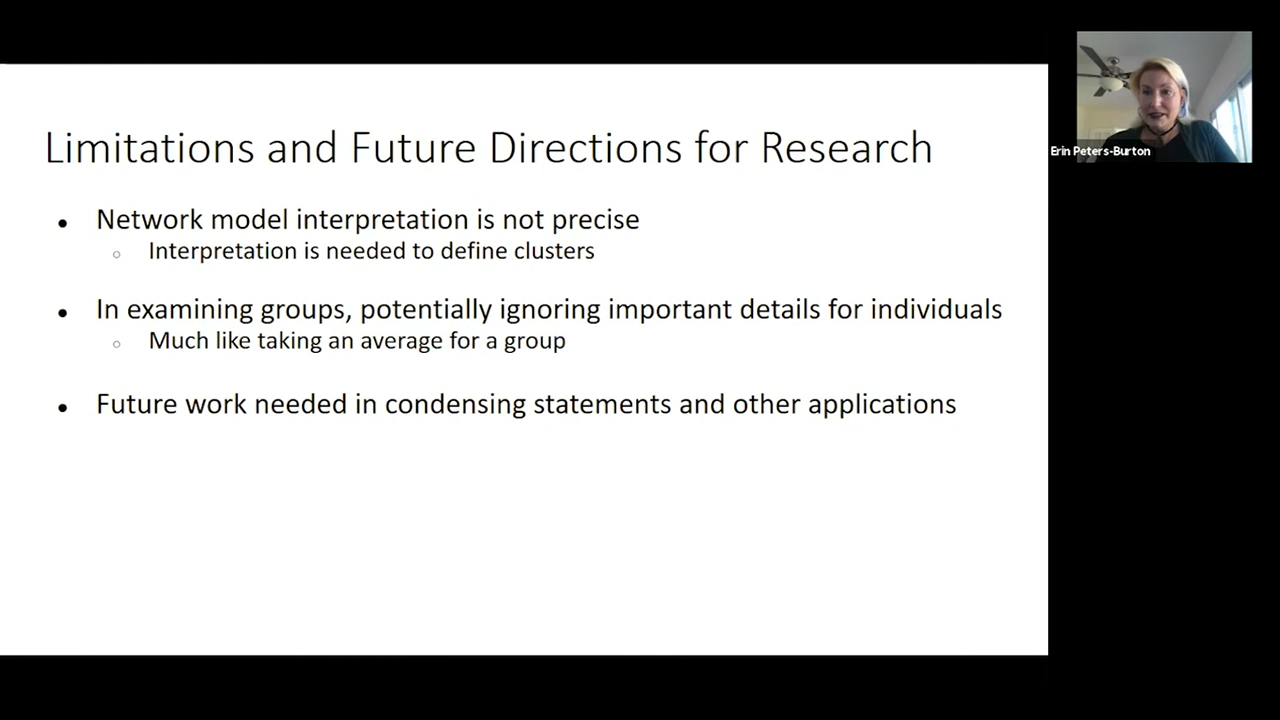 Limitations and Future Directions for Research
● Network model interpretation is not precise
○ Interpretation is needed to define clusters
● In examining groups, potentially ignoring important details for individuals
○ Much like taking an average for a group
● Future work needed in condensing statements and other applications
Erin Peters-Burton